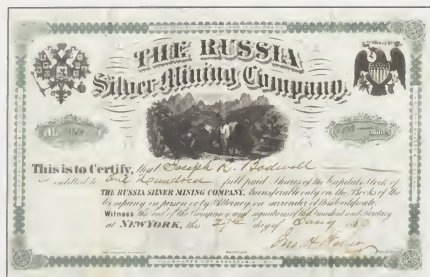 THE RUSSIA
Silver Mining Company.
This is to Certify, that Joseph R. Bodwell
is entitled to One Hundred full paid Shares of the Capital Stock of
THE RUSSIA SILVER MINING COMPANY, transferable only on the Books of the
Company in person or by Attorney, on surrender of this Certificate.
Witness the seal of the Company and signatures of the President and Secretary
at NEW YORK, this 29th day of Jany